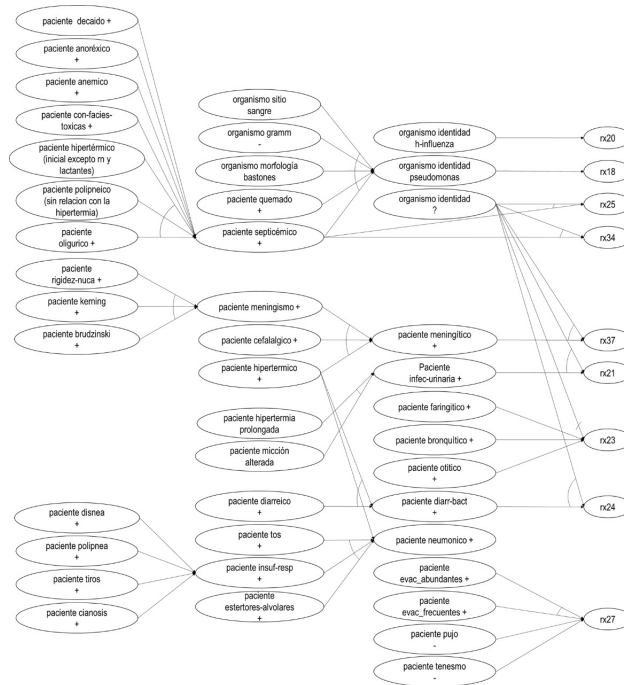 paciente decaido +
paciente anoréxico
+
paciente anemico
+
paciente con-facies-
toxicas +
paciente hipertérmico
(inicial excepto rn y
lactantes)
paciente polipneico
(sin relacion con la
hipertermia)
paciente
oligurico +
paciente
rigidez-nuca +
paciente kerning
+
paciente brudzinski
+
paciente disnea
+
paciente polipnea
+
paciente tiros
+
paciente cianosis
+
organismo sitio
sangre
organismo gramm
-
organismo morfología
bastones
paciente quemado
+
paciente septicémico
+
paciente meningismo +
paciente cefalalgico +
paciente hipertermico
+
paciente hipertermia
prolongada
paciente micción
alterada
paciente diarreico
+
paciente tos
+
paciente insuf-resp
+
paciente
estertores-alvolares
+
organismo identidad
h-influenza
organismo identidad
pseudomonas
organismo identidad
?
paciente meningítico
+
Paciente
infec-urinaria +
paciente faringitico +
paciente bronquítico +
paciente otitico
+
paciente diarr-bact
+
paciente neumonico +
paciente
evac_abundantes +
paciente
evac_frecuentes +
paciente pujo
-
paciente tenesmo
-
rx20
rx18
rx25
rx34
rx37
rx21
rx23
rx24
rx27